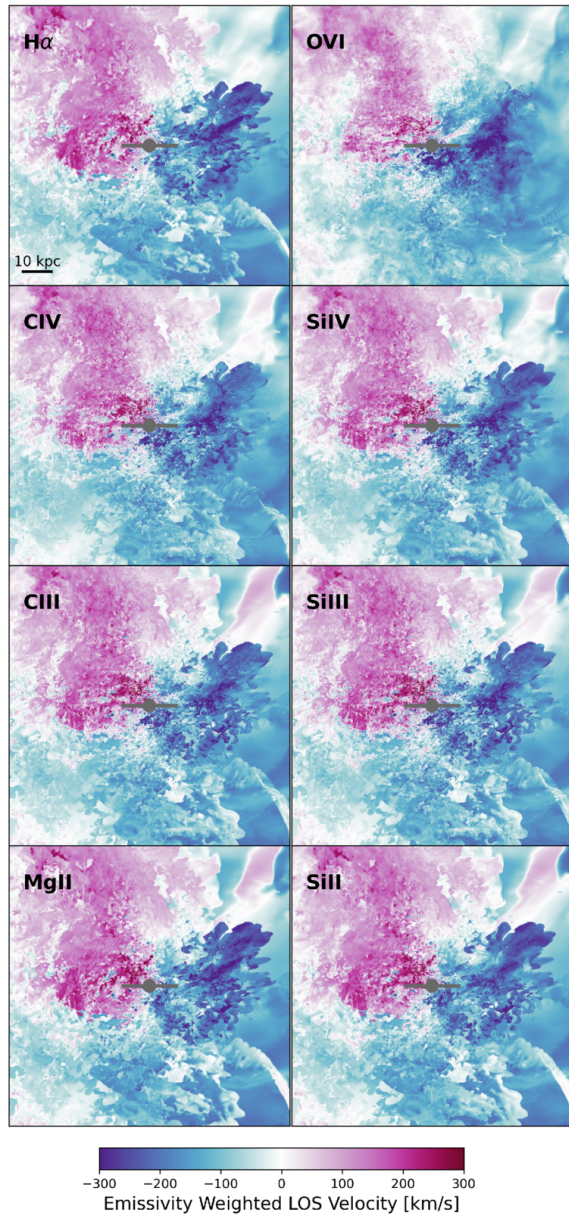 Hα OVI
10 kpc
CIV SiIV
CIII SiIII
MgII SiII
−300 −200 −100 0 100 200 300
Emissivity Weighted LOS Velocity [km/s]